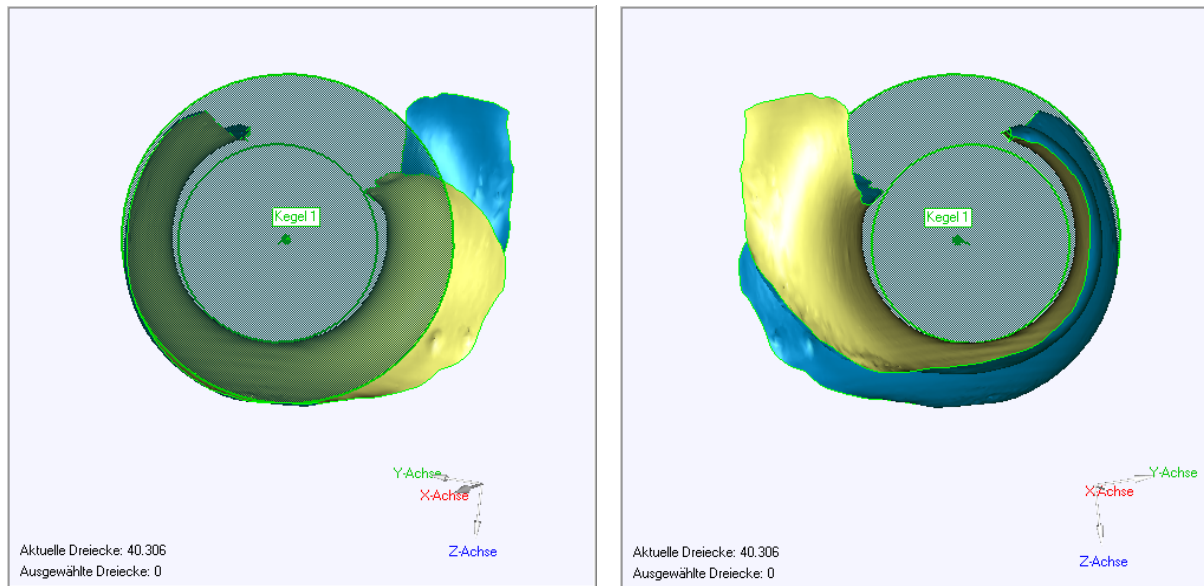 Kegel 1
Y-Achse
X-Achse
Z-Achse
Aktuelle Dreiecke: 40.306
Ausgewählte Dreiecke: 0
Kegel 1
Y-Achse
X-Achse
Z-Achse
Aktuelle Dreiecke: 40.306
Ausgewählte Dreiecke: 0